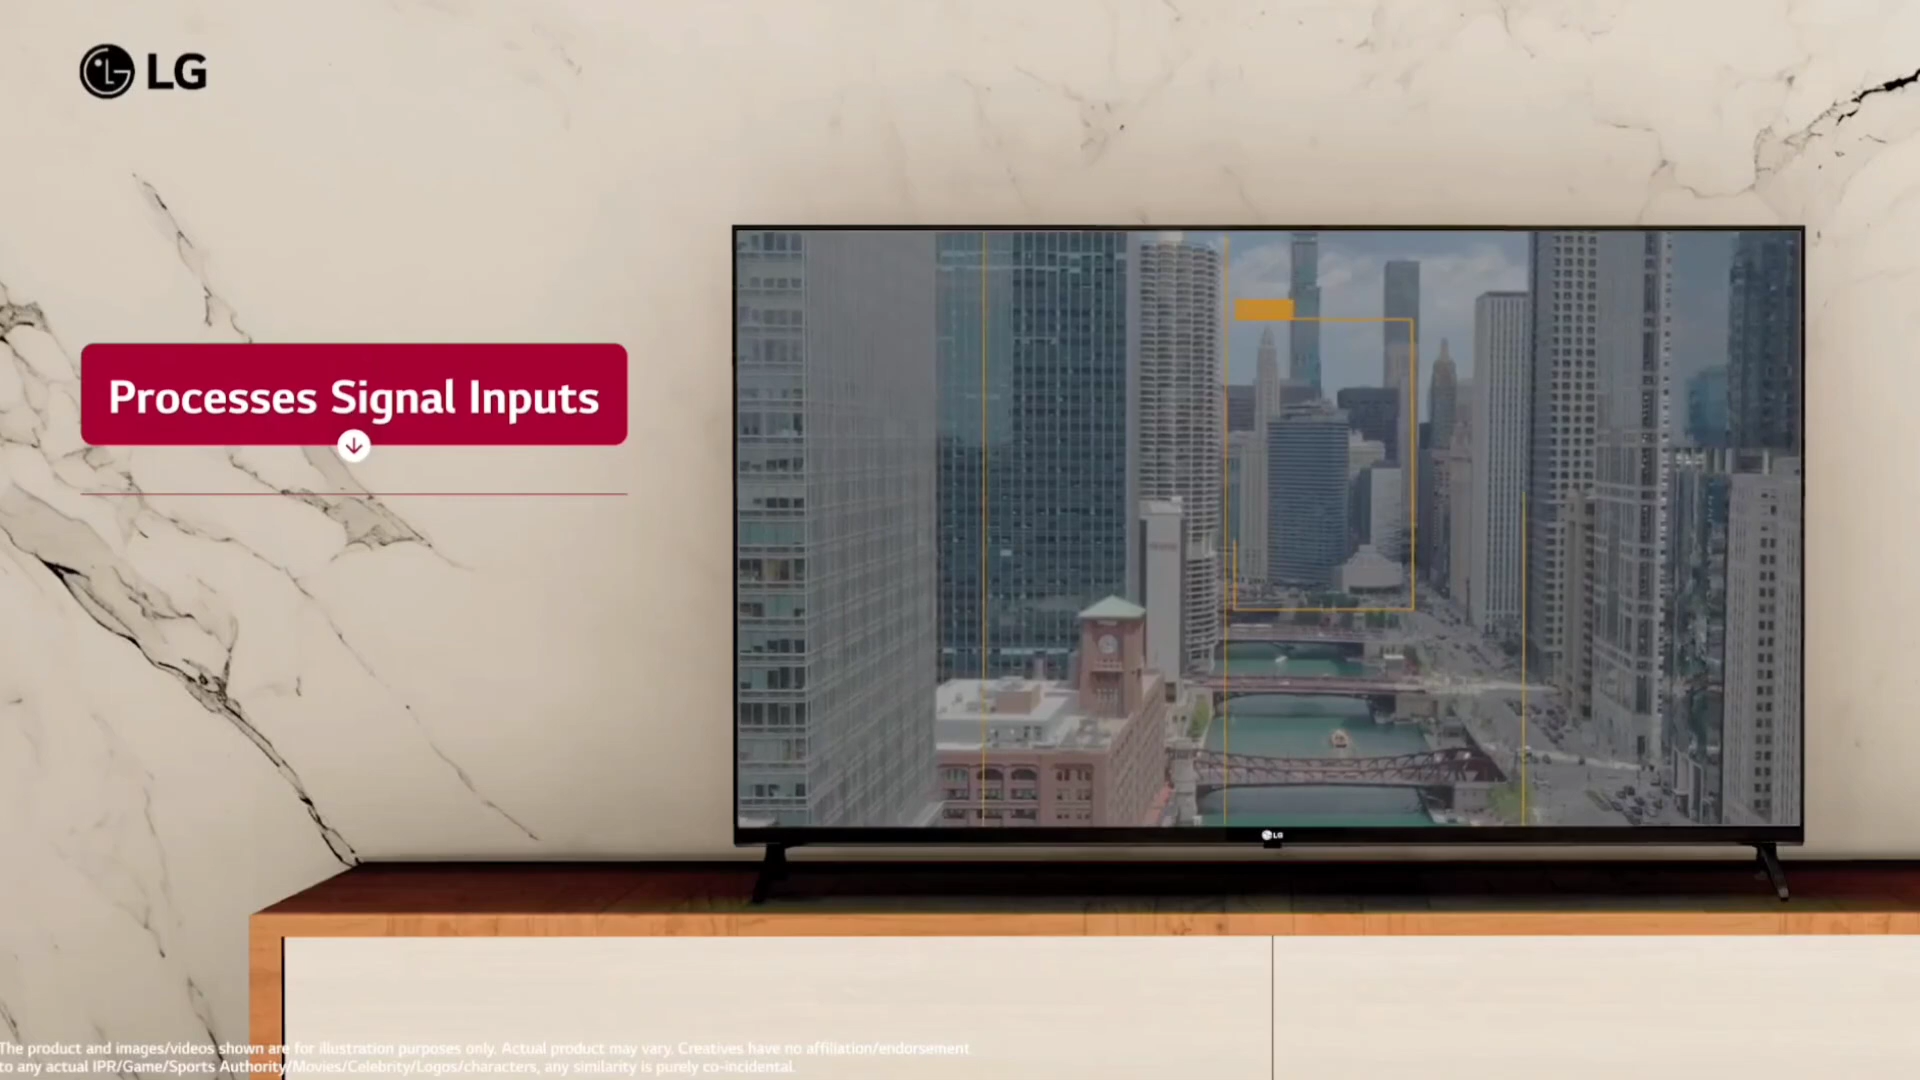 LG
Processes Signal Inputs
LG
The product and images/videos shown are for illustration purposes only. Actual product may vary. Creatives have no affiliation/endorsement
to any actual IPR/Game/Sports Authority/Movies/Celebrity/Logos/characters, any similarity is purely co-incidental.